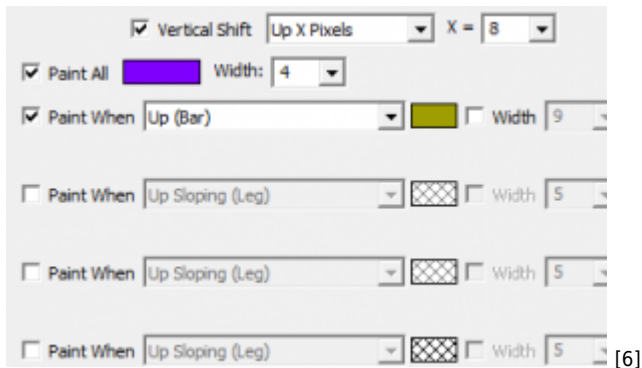 Vertical Shift Up X Pixels X = 8
Paint All Width: 4
Paint When Up (Bar) Width 9
Paint When Up Sloping (Leg) Width 5
Paint When Up Sloping (Leg) Width 5
Paint When Up Sloping (Leg) Width 5 [6]